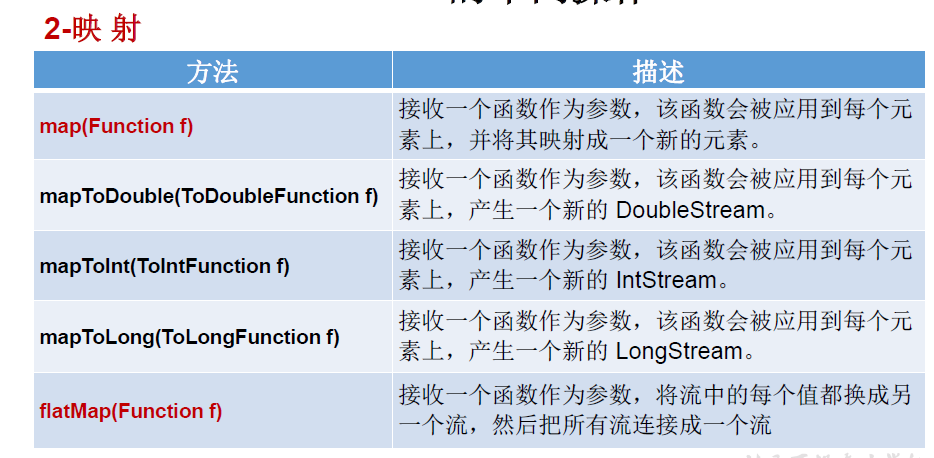 2-映 射
方法 描述
map(Function f)
接收一个函数作为参数，该函数会被应用到每个元
素上，并将其映射成一个新的元素。
mapToDouble(ToDoubleFunction f)
接收一个函数作为参数，该函数会被应用到每个元
素上，产生一个新的 DoubleStream。
mapToInt(ToIntFunction f)
接收一个函数作为参数，该函数会被应用到每个元
素上，产生一个新的 IntStream。
mapToLong(ToLongFunction f)
接收一个函数作为参数，该函数会被应用到每个元
素上，产生一个新的 LongStream。
flatMap(Function f)
接收一个函数作为参数，将流中的每个值都换成另
一个流，然后把所有流连接成一个流